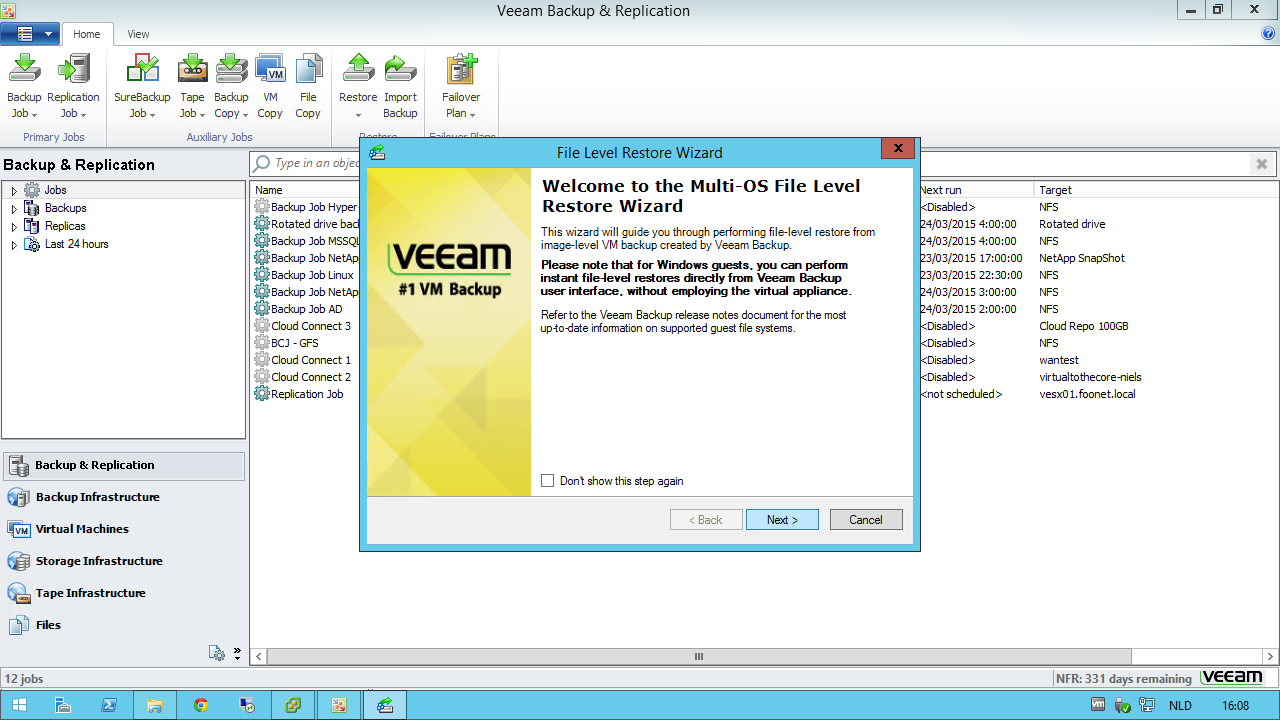 Veeam Backup & Replication
Home
View
Backup Job
Replication Job
SureBackup Job
Tape Job
Backup Copy
VM Copy
File Copy
Restore
Import Backup
Failover Plan
Primary Jobs
Auxiliary Jobs
Restore
Failover Plans
Backup & Replication
Jobs
Backups
Replicas
Last 24 hours
Type in an objec
Name
Next run
Target
Backup Job Hyper-
<Disabled>
NFS
Rotated drive bac
24/03/2015 4:00:00
Rotated drive
Backup Job MSSQL
24/03/2015 4:00:00
NFS
Backup Job NetApp
23/03/2015 17:00:00
NetApp SnapShot
Backup Job Linux
23/03/2015 22:30:00
NFS
Backup Job NetApp
24/03/2015 3:00:00
NFS
Backup Job AD
24/03/2015 2:00:00
NFS
Cloud Connect 3
<Disabled>
Cloud Repo 100GB
BCJ - GFS
<Disabled>
NFS
Cloud Connect 1
<Disabled>
wantest
Cloud Connect 2
<Disabled>
virtualtothecore-niels
Replication Job
<not scheduled>
vesx01.foonet.local
File Level Restore Wizard
veeam
#1 VM Backup
Welcome to the Multi-OS File Level
Restore Wizard
This wizard will guide you through performing file-level restore from
image-level VM backup created by Veeam Backup.
Please note that for Windows guests, you can perform
instant file-level restores directly from Veeam Backup
user interface, without employing the virtual appliance.
Refer to the Veeam Backup release notes document for the most
up-to-date information on supported guest file systems.
Don't show this step again
< Back
Next >
Cancel
Backup & Replication
Backup Infrastructure
Virtual Machines
Storage Infrastructure
Tape Infrastructure
Files
12 jobs
NFR: 331 days remaining
veeam
NLD
16:08